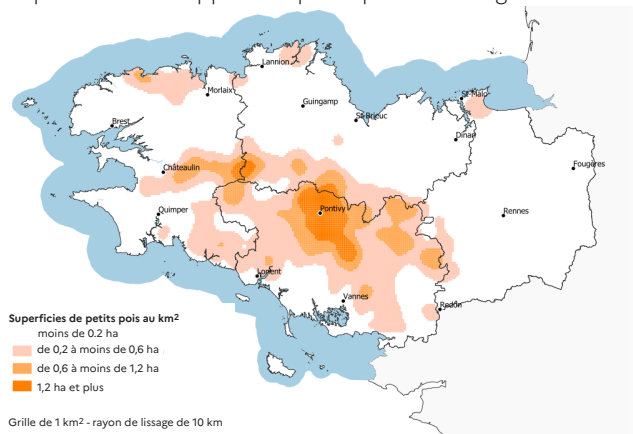 Lannion
Morlaix
Guingamp
St-Malo
Brest
St-Brieuc
Dinan
Fougères
Châteaulin
Rennes
Quimper
Pontivy
Lorient
Vannes
Redon
Superficies de petits pois au km²
moins de 0.2 ha
de 0,2 à moins de 0,6 ha
de 0,6 à moins de 1,2 ha
1,2 ha et plus
Grille de 1 km² - rayon de lissage de 10 km